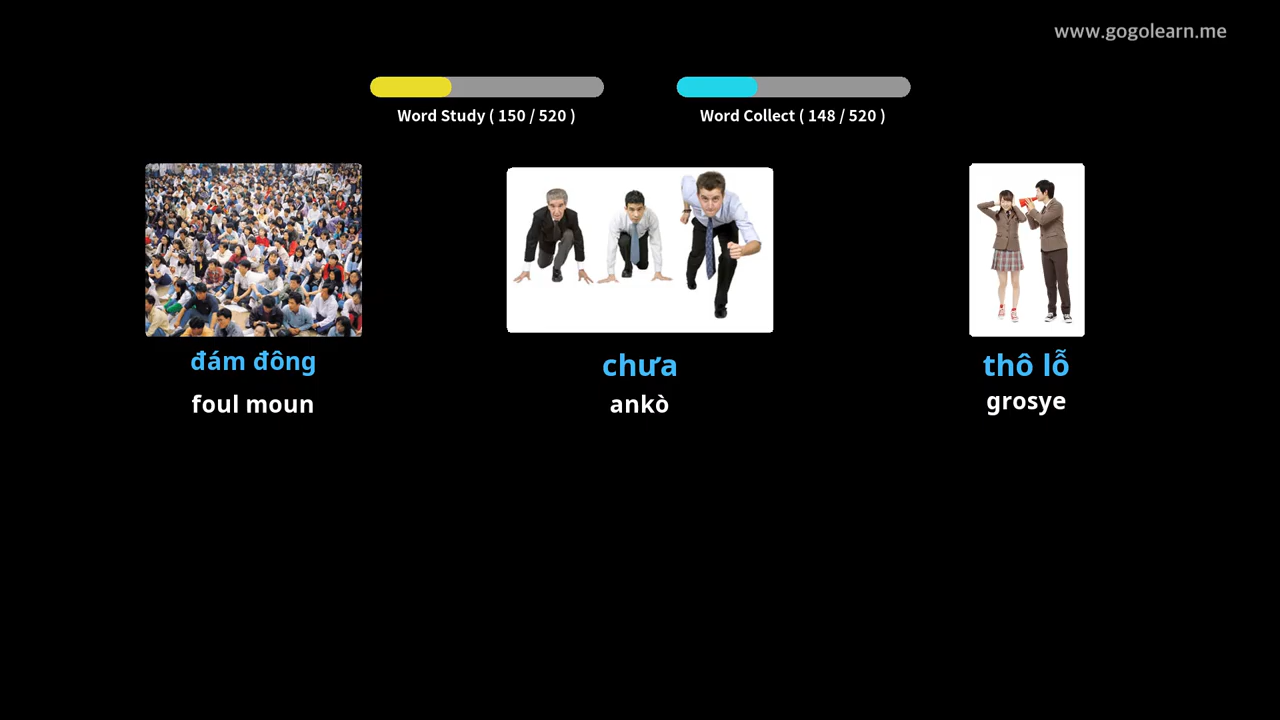 www.gogolearn.me
Word Study ( 150 / 520 )
Word Collect ( 148 / 520 )
đám đông
chưa
thô lỗ
foul moun
ankò
grosye